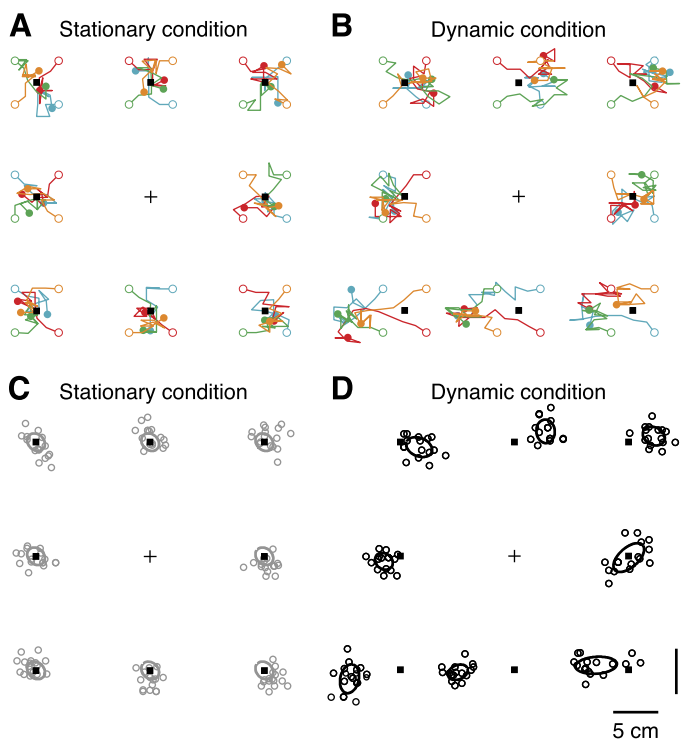 A Stationary condition
B Dynamic condition
C Stationary condition
D Dynamic condition
5 cm